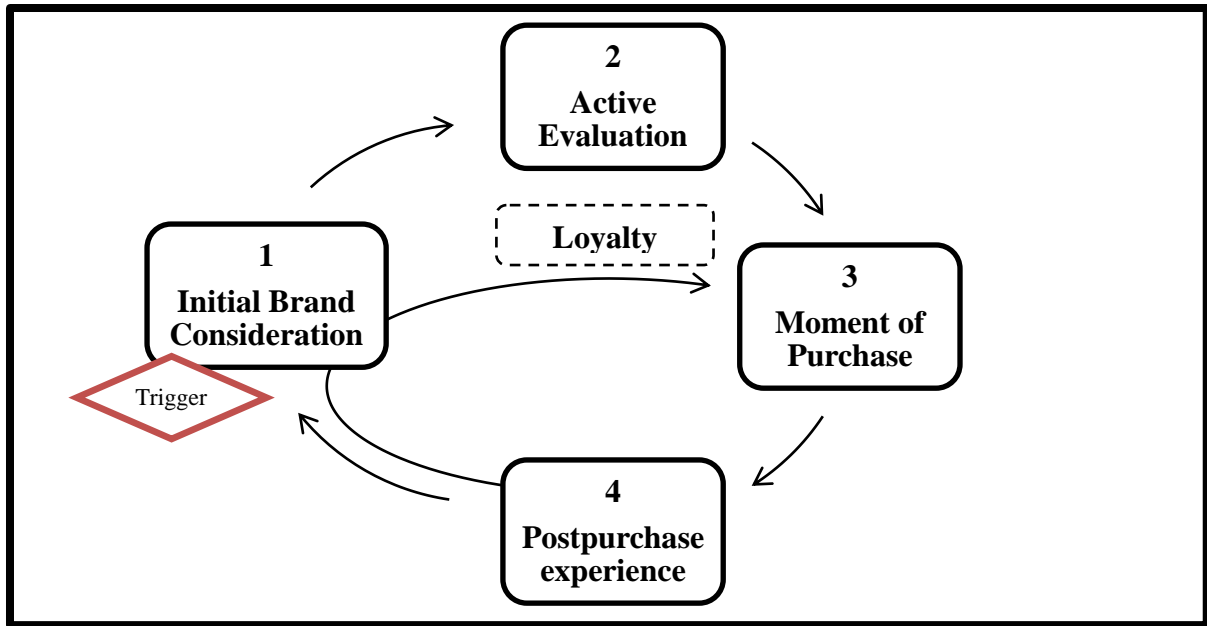 2
Active
Evaluation
Loyalty
1
Initial Brand
Consideration
3
Moment of
Purchase
Trigger
4
Postpurchase
experience